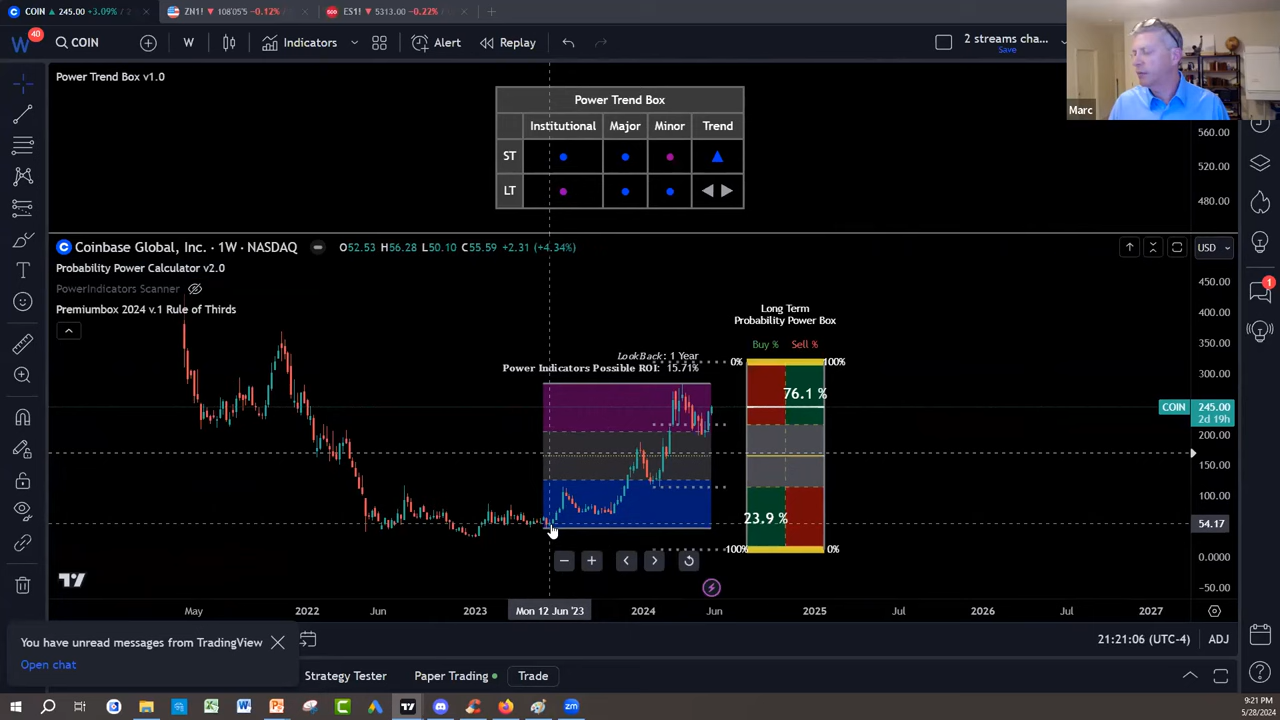 COIN ▲ 245.00 +3.09%
ZN1! ▼ 108'05'5 -0.12%
ES1! ▼ 5313.00 -0.22%
40
COIN
W
Indicators
Alert
Replay
2 streams cha...
Save
Marc
Power Trend Box v1.0
Power Trend Box
Institutional Major Minor Trend
ST
LT
560.00
520.00
480.00
Coinbase Global, Inc. · 1W · NASDAQ
O52.53 H56.28 L50.10 C55.59 +2.31 (+4.34%)
USD
Probability Power Calculator v2.0
PowerIndicators Scanner
Premiumbox 2024 v.1 Rule of Thirds
LookBack: 1 Year
Power Indicators Possible ROI: 15.71%
Long Term
Probability Power Box
Buy % Sell %
0% 100%
76.1 %
23.9 %
100% 0%
450.00
400.00
350.00
300.00
COIN 245.00
2d 19h
200.00
150.00
100.00
54.17
0.0000
-50.00
1
May 2022 Jun 2023 Mon 12 Jun '23 2024 Jun 2025 Jul 2026 Jul 2027
You have unread messages from TradingView
Open chat
21:21:06 (UTC-4) ADJ
Strategy Tester Paper Trading Trade
9:21 PM
5/28/2024